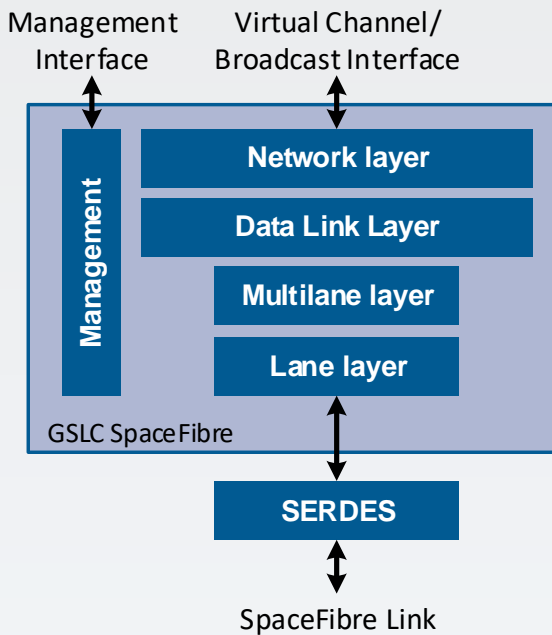 Management
Interface
Virtual Channel/
Broadcast Interface
Management
Network layer
Data Link Layer
Multilane layer
Lane layer
GSLC SpaceFibre
SERDES
SpaceFibre Link